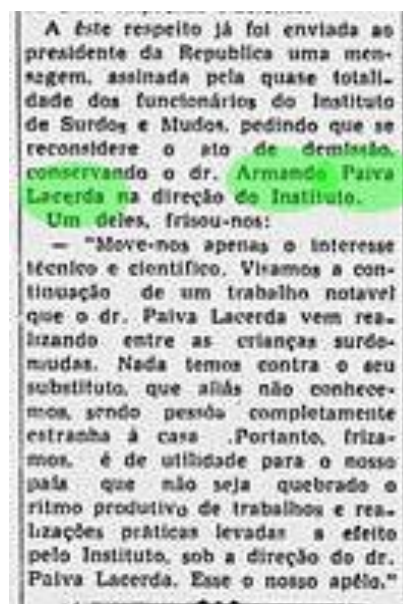 A êste respeito já foi enviada ao
presidente da Republica uma men-
sagem, assinada pela quase totali-
dade dos funcionários do Instituto
de Surdos e Mudos, pedindo que se
reconsidere o ato de demissão,
conservando o dr. Armando Paiva
Lacerda na direção do Instituto.
Um deles, frisou-nos:
— "Move-nos apenas o interesse
técnico e cientifico. Visamos a con-
tinuação de um trabalho notavel
que o dr. Paiva Lacerda vem rea-
lizando entre as crianças surdo-
mudas. Nada temos contra o seu
substituto, que aliás não conhece-
mos, sendo pessôa completamente
estranha à casa .Portanto, friza-
mos, é de utilidade para o nosso
país que não seja quebrado o
ritmo produtivo de trabalhos e rea-
lizações práticas levadas a efeito
pelo Instituto, sob a direção do dr.
Paiva Lacerda. Esse o nosso apêlo."